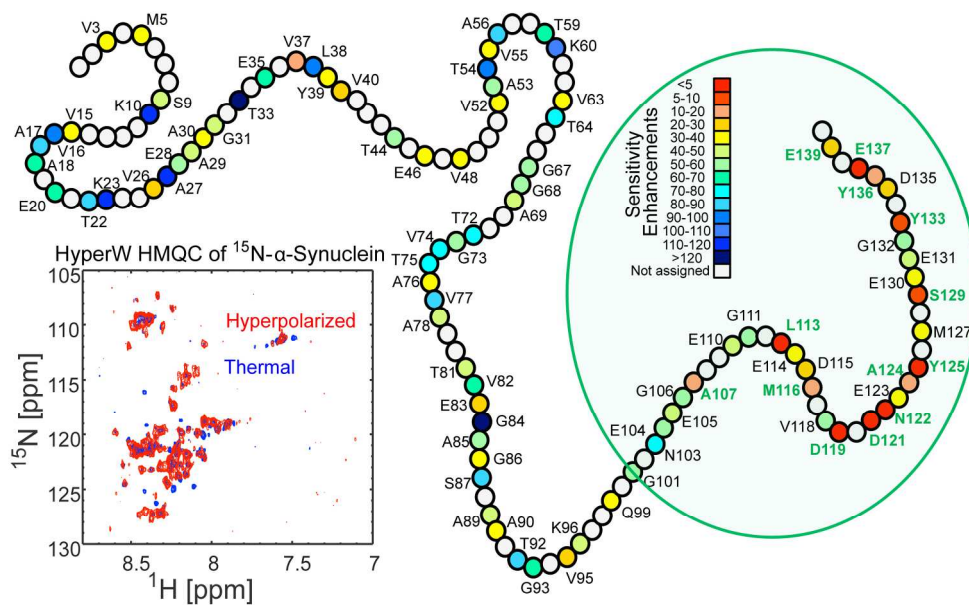 V3
M5
S9
K10
V15
V16
A17
A18
E20
T22
K23
V26
A27
E28
A29
A30
G31
T33
E35
V37
L38
Y39
V40
T44
E46
V48
V52
A53
T54
V55
A56
T59
K60
V63
T64
G67
G68
A69
T72
G73
V74
T75
A76
V77
A78
T81
V82
E83
G84
A85
G86
S87
A89
A90
T92
G93
V95
K96
Q99
G101
N103
E104
E105
G106
A107
E110
G111
L113
E114
D115
M116
V118
D119
D121
N122
E123
A124
Y125
M127
S129
E130
E131
G132
Y133
D135
Y136
E137
E139
Sensitivity
Enhancements
<5
5-10
10-20
20-30
30-40
40-50
50-60
60-70
70-80
80-90
90-100
100-110
110-120
>120
Not assigned
HyperW HMQC of ¹⁵N-α-Synuclein
Hyperpolarized
Thermal
¹⁵N [ppm]
105
110
115
120
125
130
8.5
8
7.5
7
¹H [ppm]